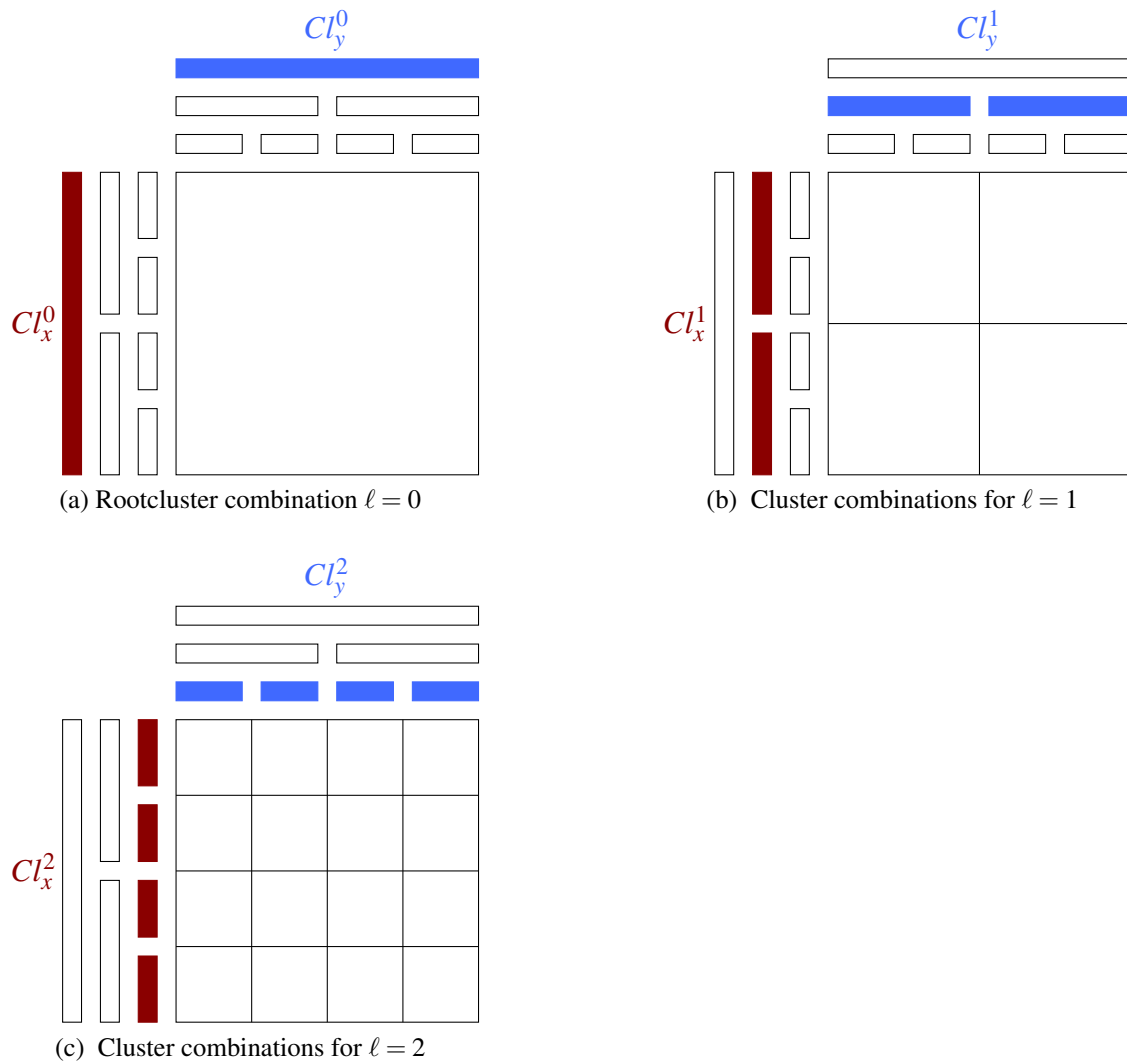 Cl_y^0
Cl_x^0
(a) Rootcluster combination ℓ = 0
Cl_y^1
Cl_x^1
(b) Cluster combinations for ℓ = 1
Cl_y^2
Cl_x^2
(c) Cluster combinations for ℓ = 2